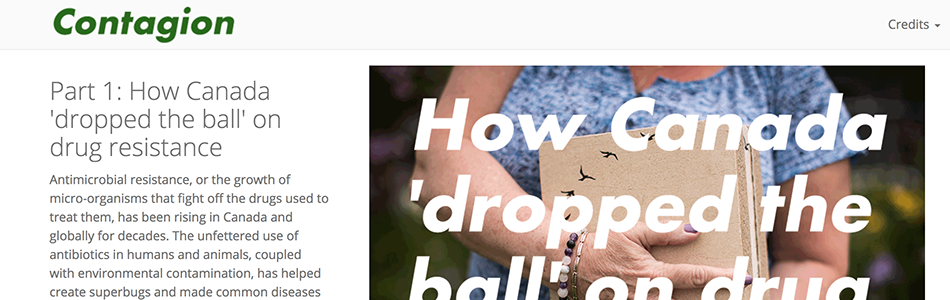 Contagion
Credits
Part 1: How Canada
'dropped the ball' on
drug resistance
Antimicrobial resistance, or the growth of
micro-organisms that fight off the drugs used to
treat them, has been rising in Canada and
globally for decades. The unfettered use of
antibiotics in humans and animals, coupled
with environmental contamination, has helped
create superbugs and made common diseases
How Canada
'dropped the
ball' on drug